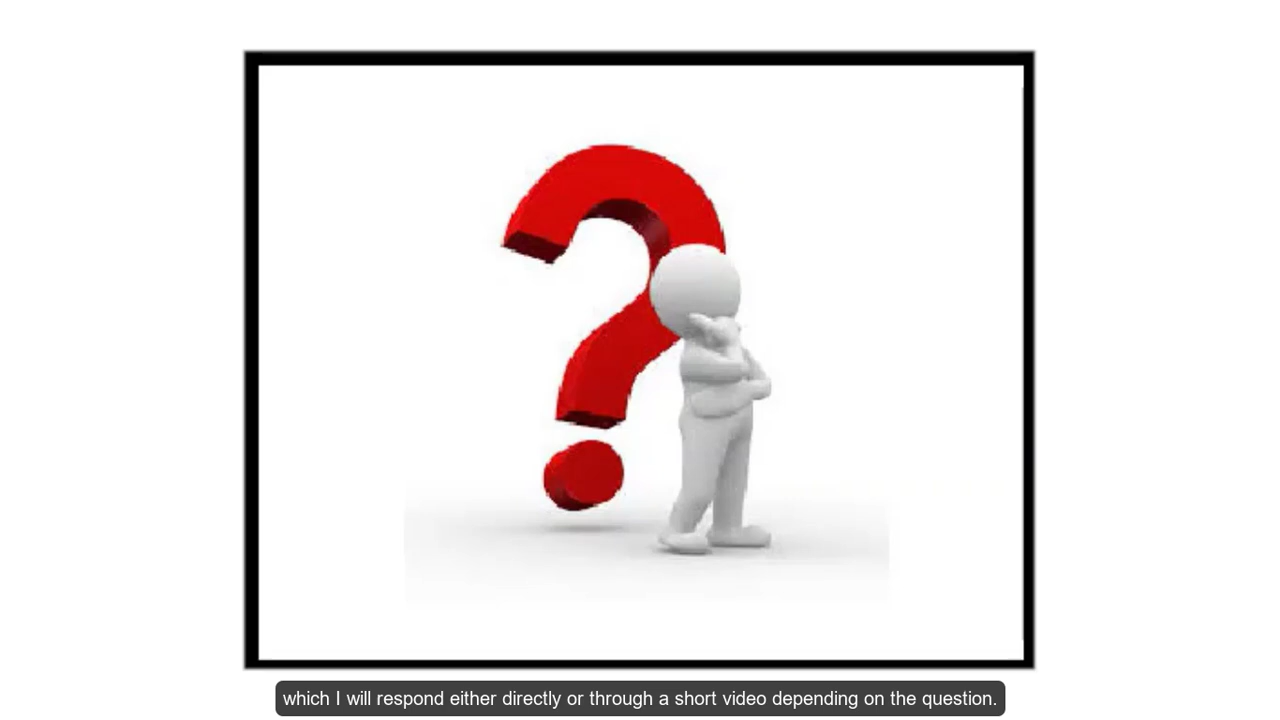 which I will respond either directly or through a short video depending on the question.